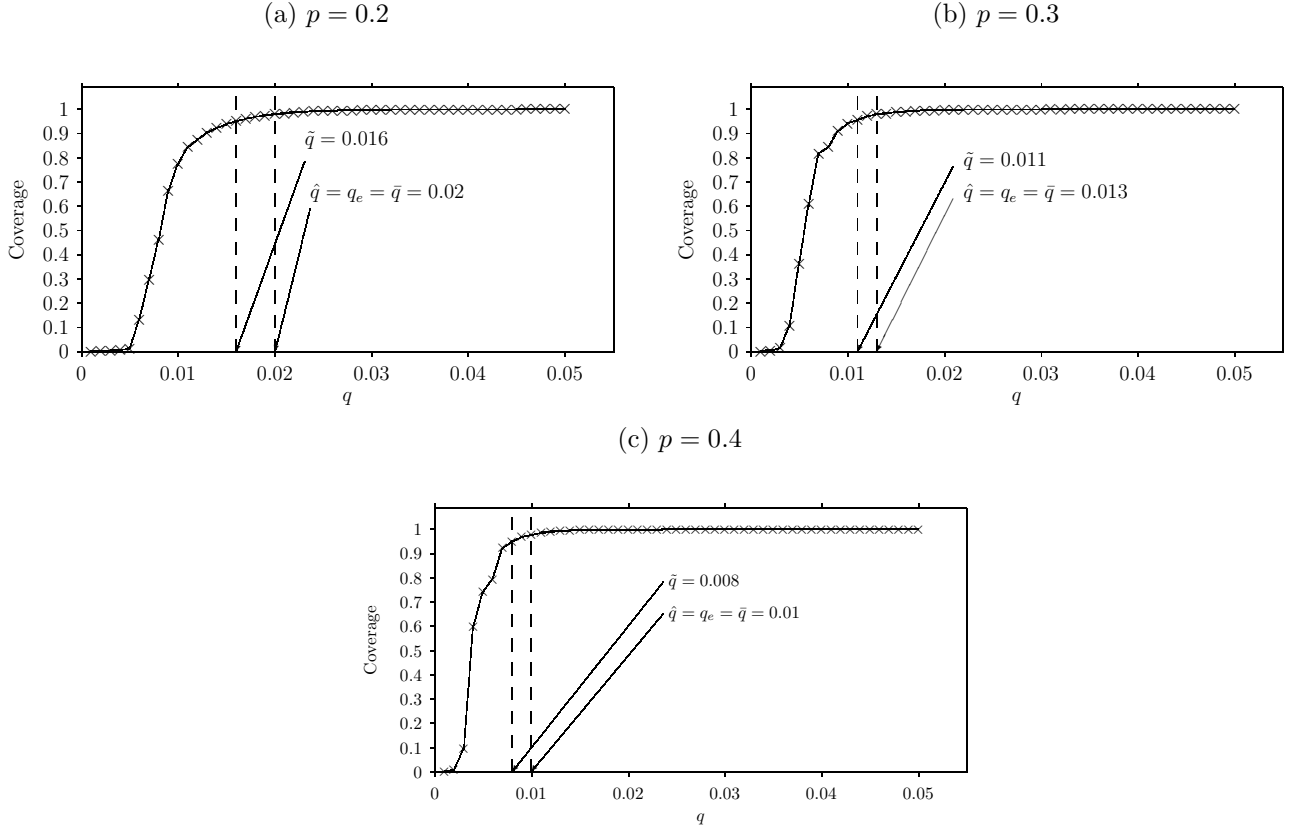 (a) p = 0.2
1
0.9
0.8
0.7
0.6
0.5
0.4
0.3
0.2
0.1
0
Coverage
q̃ = 0.016
q̂ = qₑ = q̄ = 0.02
0 0.01 0.02 0.03 0.04 0.05
q
(b) p = 0.3
1
0.9
0.8
0.7
0.6
0.5
0.4
0.3
0.2
0.1
0
Coverage
q̃ = 0.011
q̂ = qₑ = q̄ = 0.013
0 0.01 0.02 0.03 0.04 0.05
q
(c) p = 0.4
1
0.9
0.8
0.7
0.6
0.5
0.4
0.3
0.2
0.1
0
Coverage
q̃ = 0.008
q̂ = qₑ = q̄ = 0.01
0 0.01 0.02 0.03 0.04 0.05
q